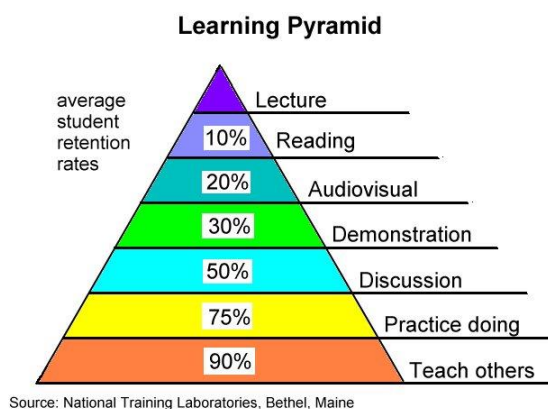 Learning Pyramid
average
student
retention
rates
Lecture
10% Reading
20% Audiovisual
30% Demonstration
50% Discussion
75% Practice doing
90% Teach others
Source: National Training Laboratories, Bethel, Maine